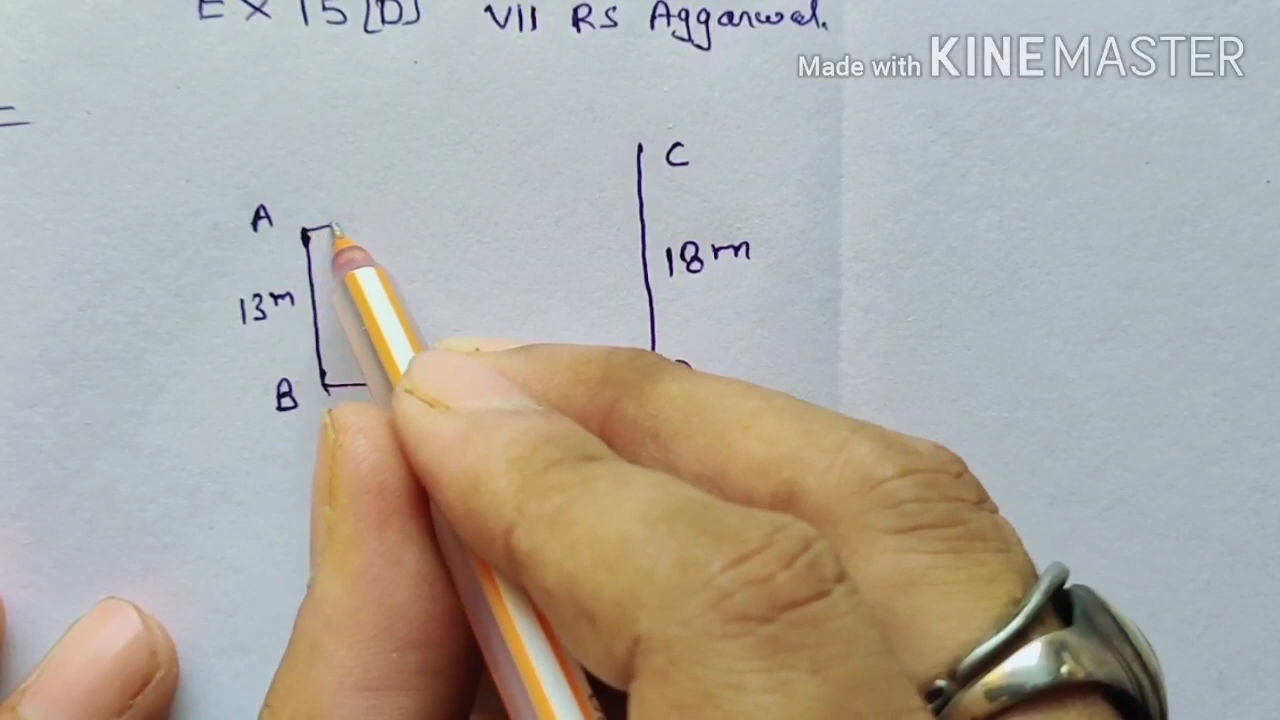 EX 15 [D] VII RS Aggarwal.
Made with KINEMASTER
C
A
18m
13m
B